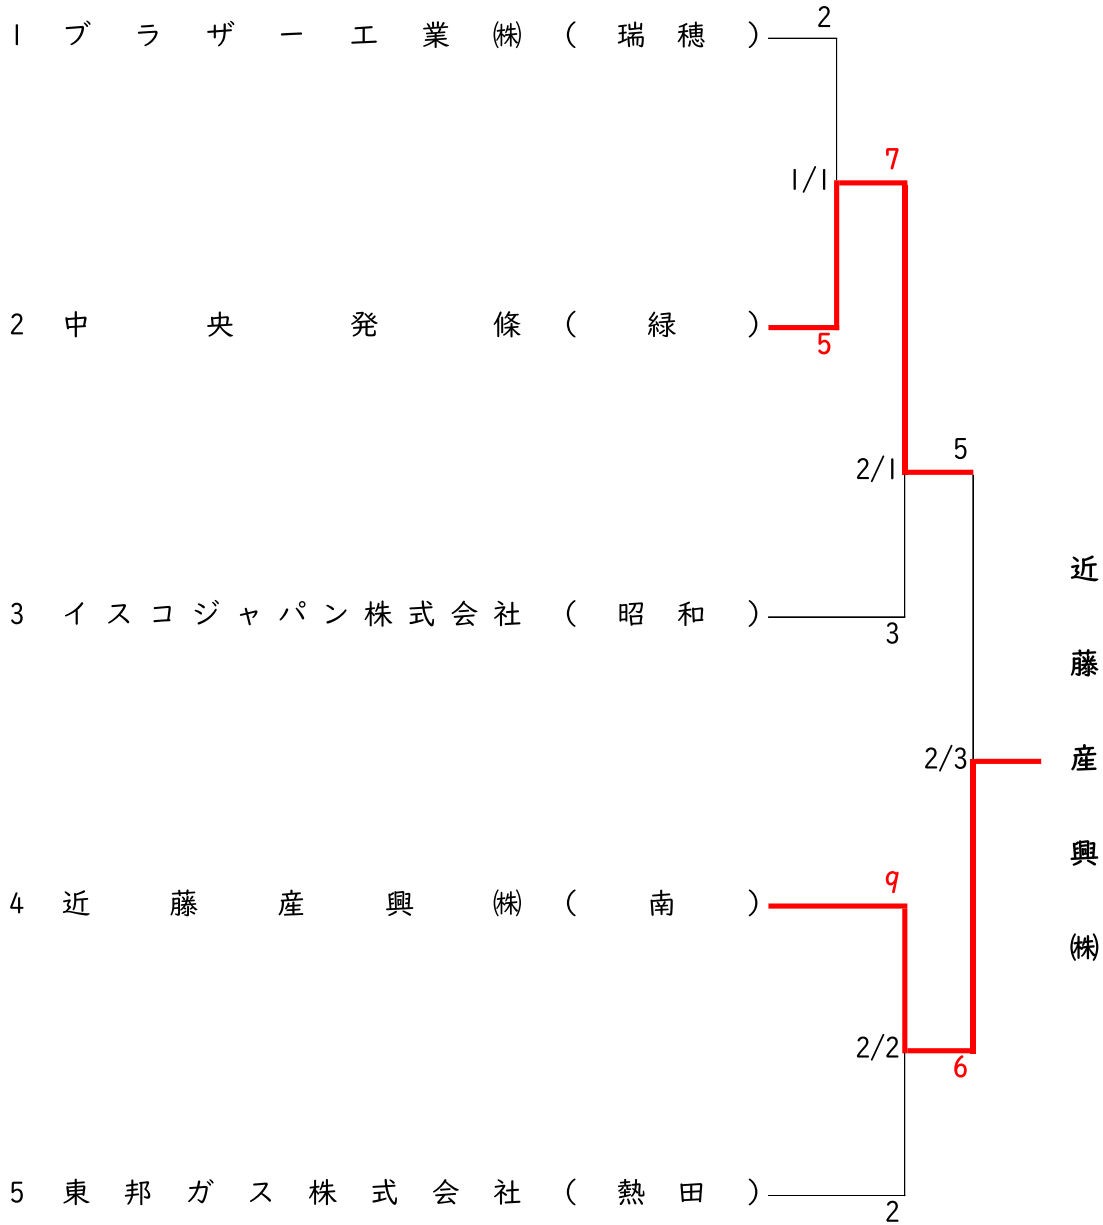 1 ブラザー工業㈱ ( 瑞穂 )
2
1/1
7
2 中央発條 ( 緑 )
5
2/1
5
3 イスコジャパン株式会社 ( 昭和 )
3
2/3
近藤産興㈱
4 近藤産興㈱ ( 南 )
9
2/2
6
5 東邦ガス株式会社 ( 熱田 )
2